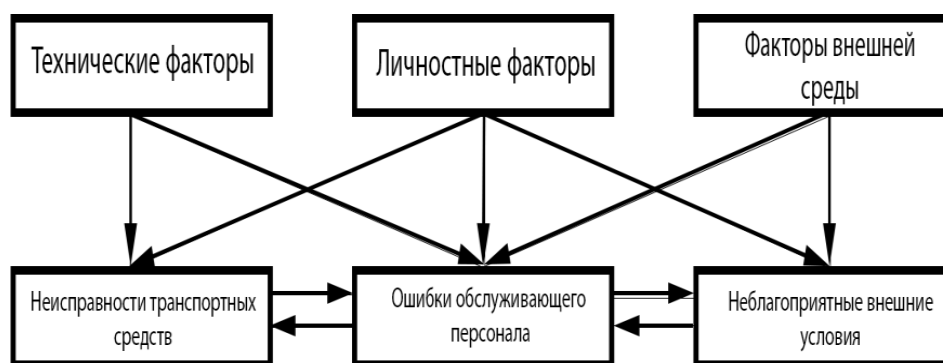 Технические факторы
Личностные факторы
Факторы внешней
среды
Неисправности транспортных
средств
Ошибки обслуживающего
персонала
Неблагоприятные внешние
условия